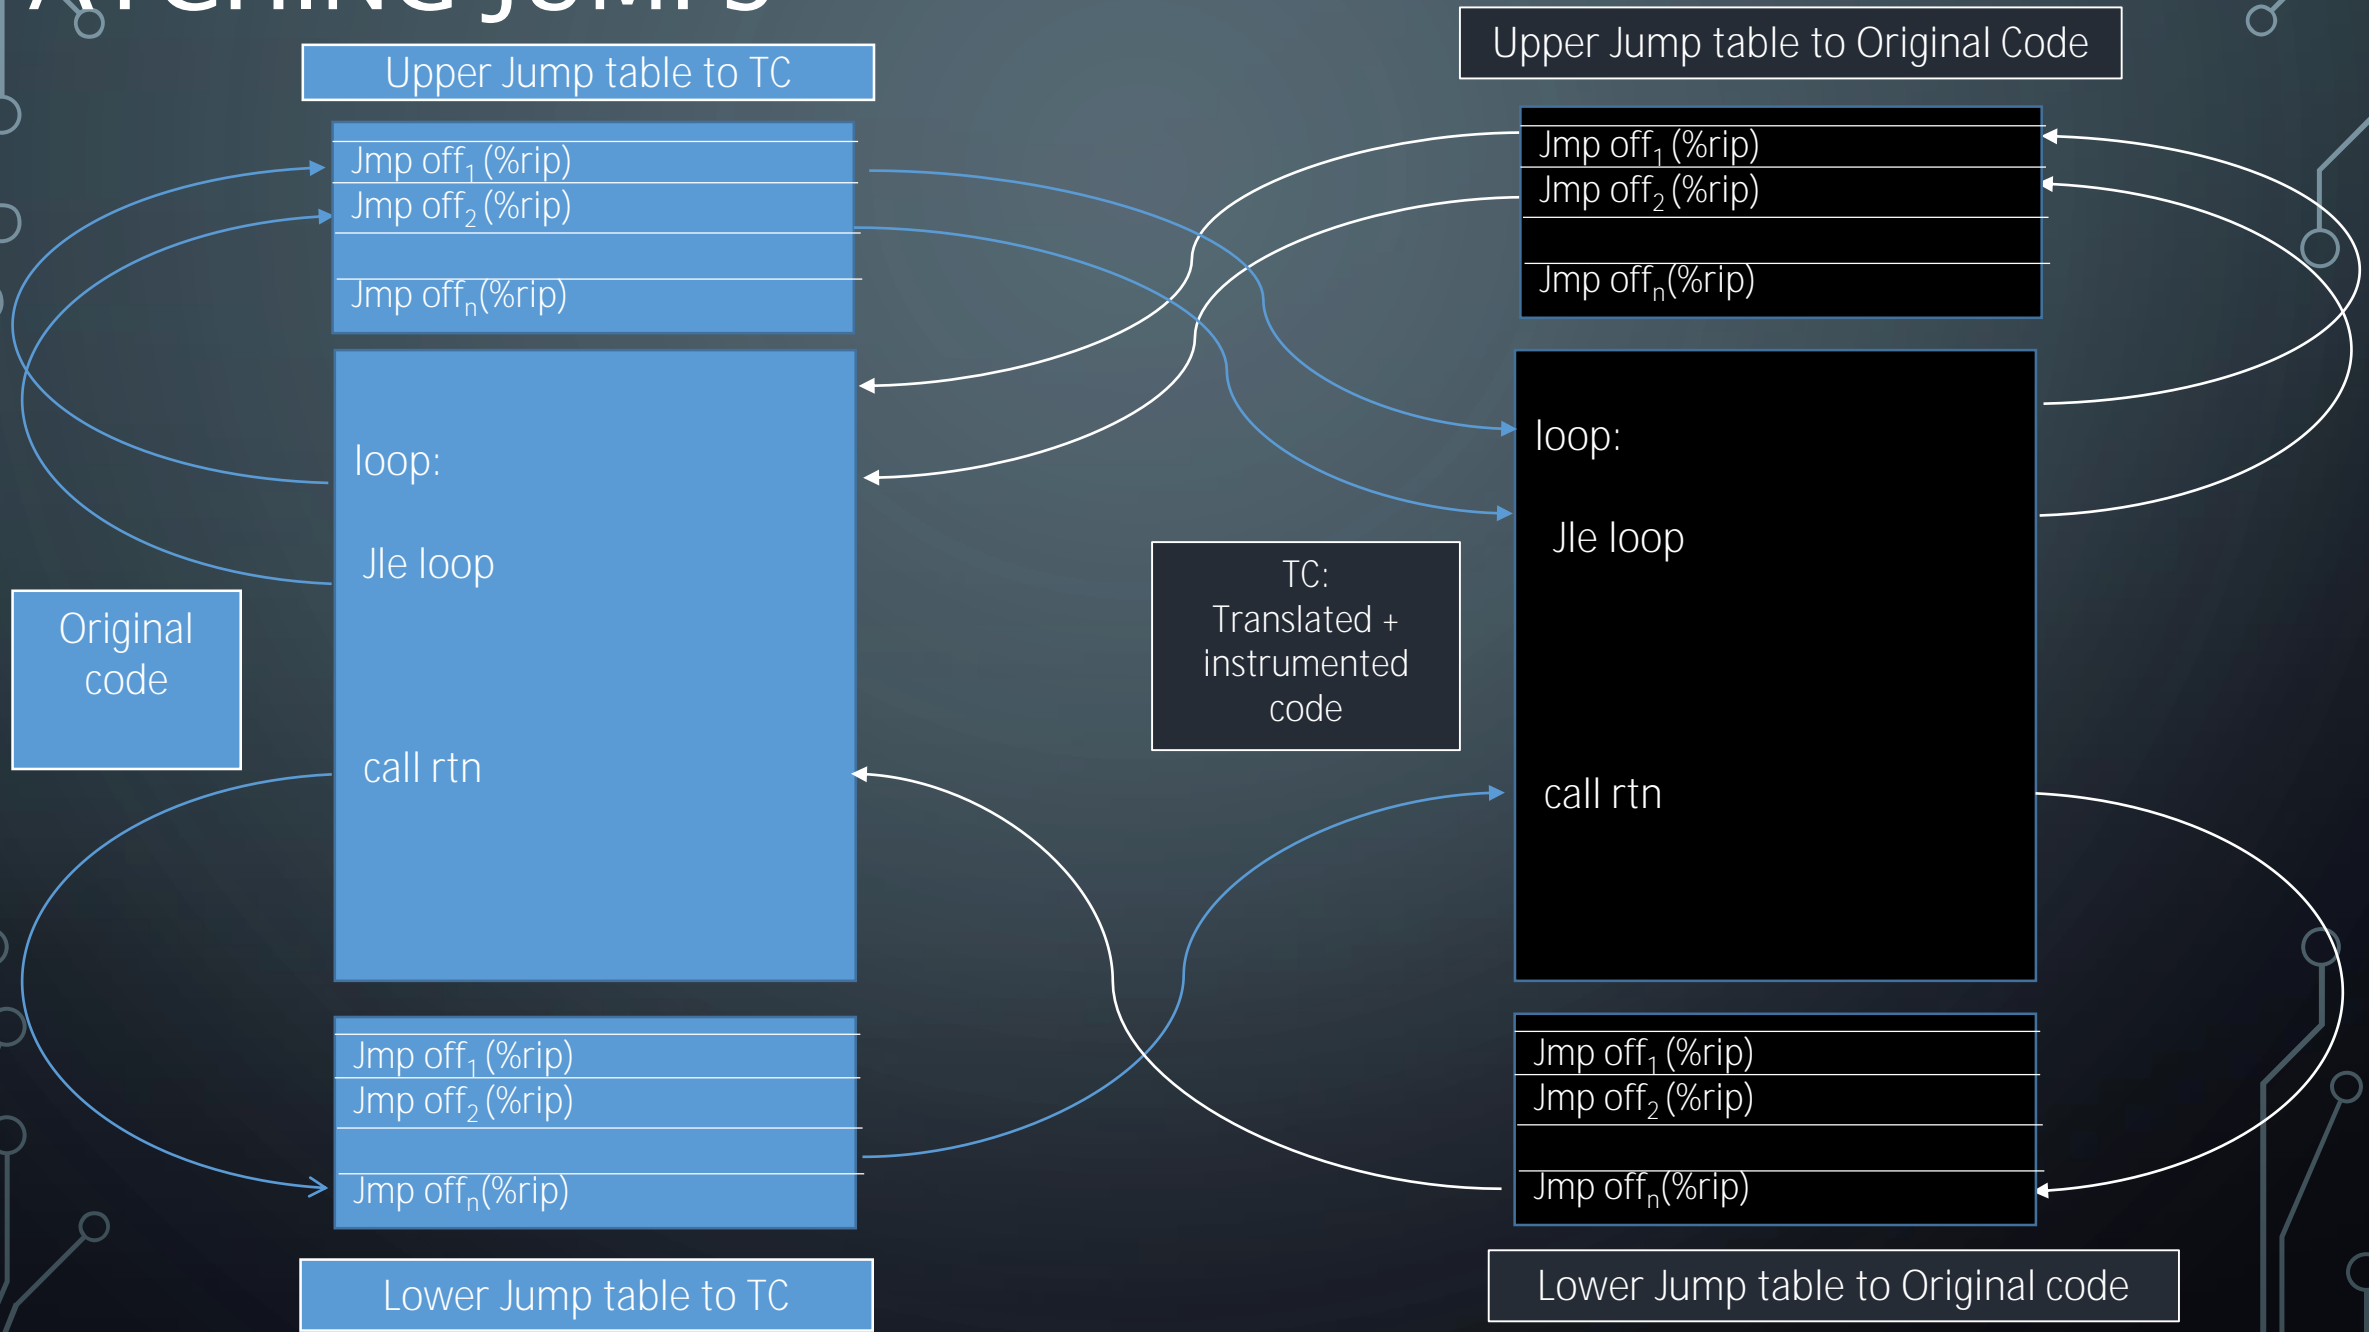 ATCHING JUMPS
Upper Jump table to TC
Jmp off1 (%rip)
Jmp off2 (%rip)
Jmp offn(%rip)
loop:
Jle loop
call rtn
Original
code
Jmp off1 (%rip)
Jmp off2 (%rip)
Jmp offn(%rip)
Lower Jump table to TC
Upper Jump table to Original Code
Jmp off1 (%rip)
Jmp off2 (%rip)
Jmp offn(%rip)
TC:
Translated +
instrumented
code
loop:
Jle loop
call rtn
Jmp off1 (%rip)
Jmp off2 (%rip)
Jmp offn(%rip)
Lower Jump table to Original code